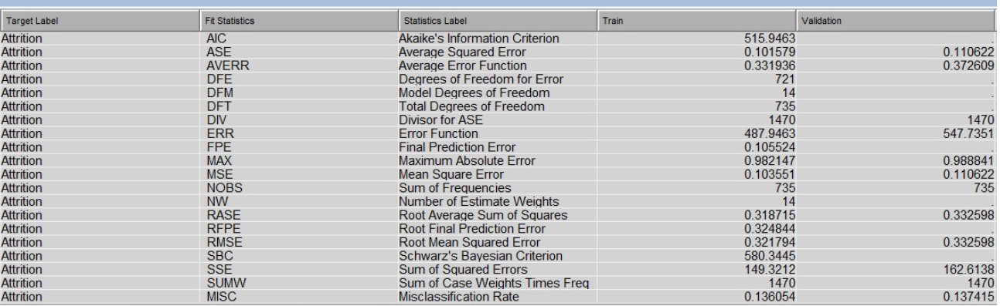 Target Label Fit Statistics Statistics Label Train Validation
Attrition AIC Akaike's Information Criterion 515.9463 .
Attrition ASE Average Squared Error 0.101579 0.110622
Attrition AVERR Average Error Function 0.331936 0.372609
Attrition DFE Degrees of Freedom for Error 721 .
Attrition DFM Model Degrees of Freedom 14 .
Attrition DFT Total Degrees of Freedom 735 .
Attrition DIV Divisor for ASE 1470 1470
Attrition ERR Error Function 487.9463 547.7351
Attrition FPE Final Prediction Error 0.105524 .
Attrition MAX Maximum Absolute Error 0.982147 0.988841
Attrition MSE Mean Square Error 0.103551 0.110622
Attrition NOBS Sum of Frequencies 735 735
Attrition NW Number of Estimate Weights 14 .
Attrition RASE Root Average Sum of Squares 0.318715 0.332598
Attrition RFPE Root Final Prediction Error 0.324844 .
Attrition RMSE Root Mean Squared Error 0.321794 0.332598
Attrition SBC Schwarz's Bayesian Criterion 580.3445 .
Attrition SSE Sum of Squared Errors 149.3212 162.6138
Attrition SUMW Sum of Case Weights Times Freq 1470 1470
Attrition MISC Misclassification Rate 0.136054 0.137415